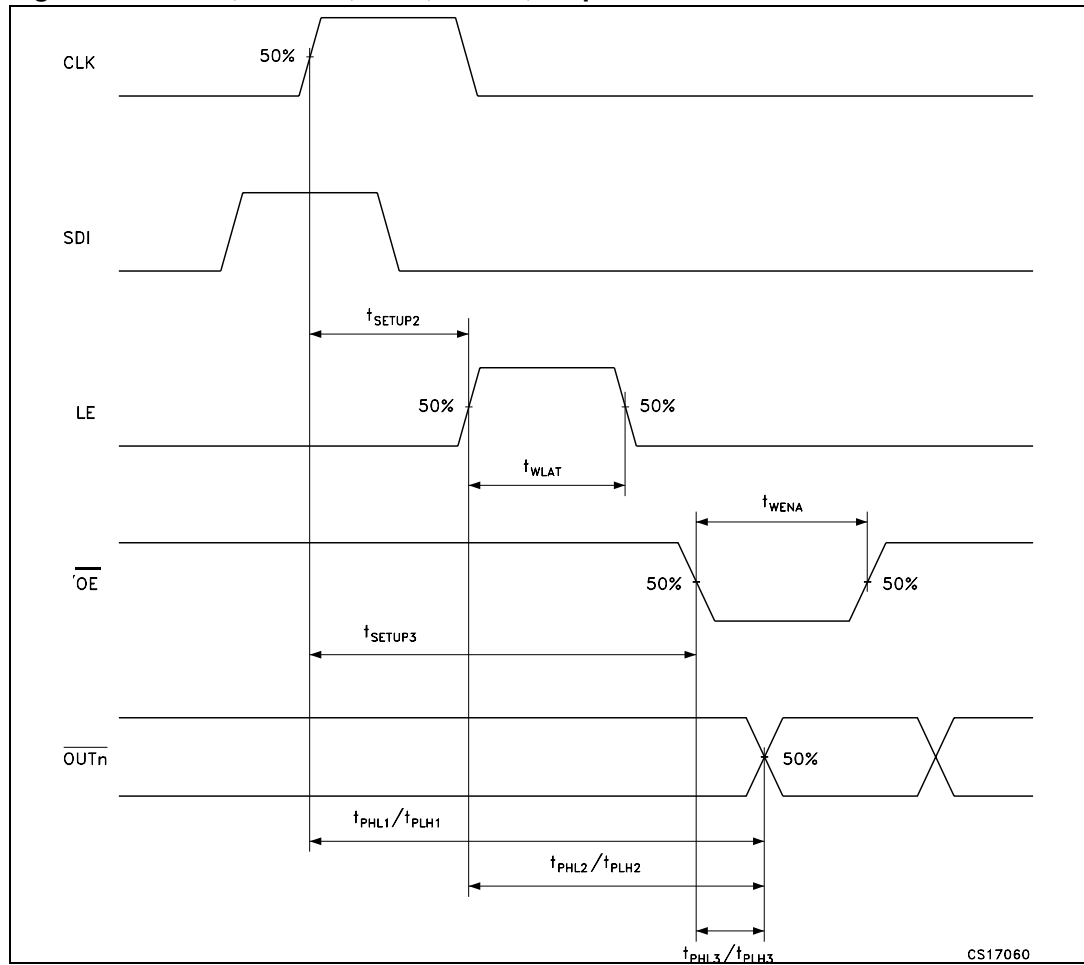 50%
CLK
SDI
tSETUP2
LE
50%
50%
tWLAT
tWENA
OE
50%
50%
tSETUP3
OUTn
50%
tPHL1/tPLH1
tPHL2/tPLH2
tPHL3/tPLH3
CS17060